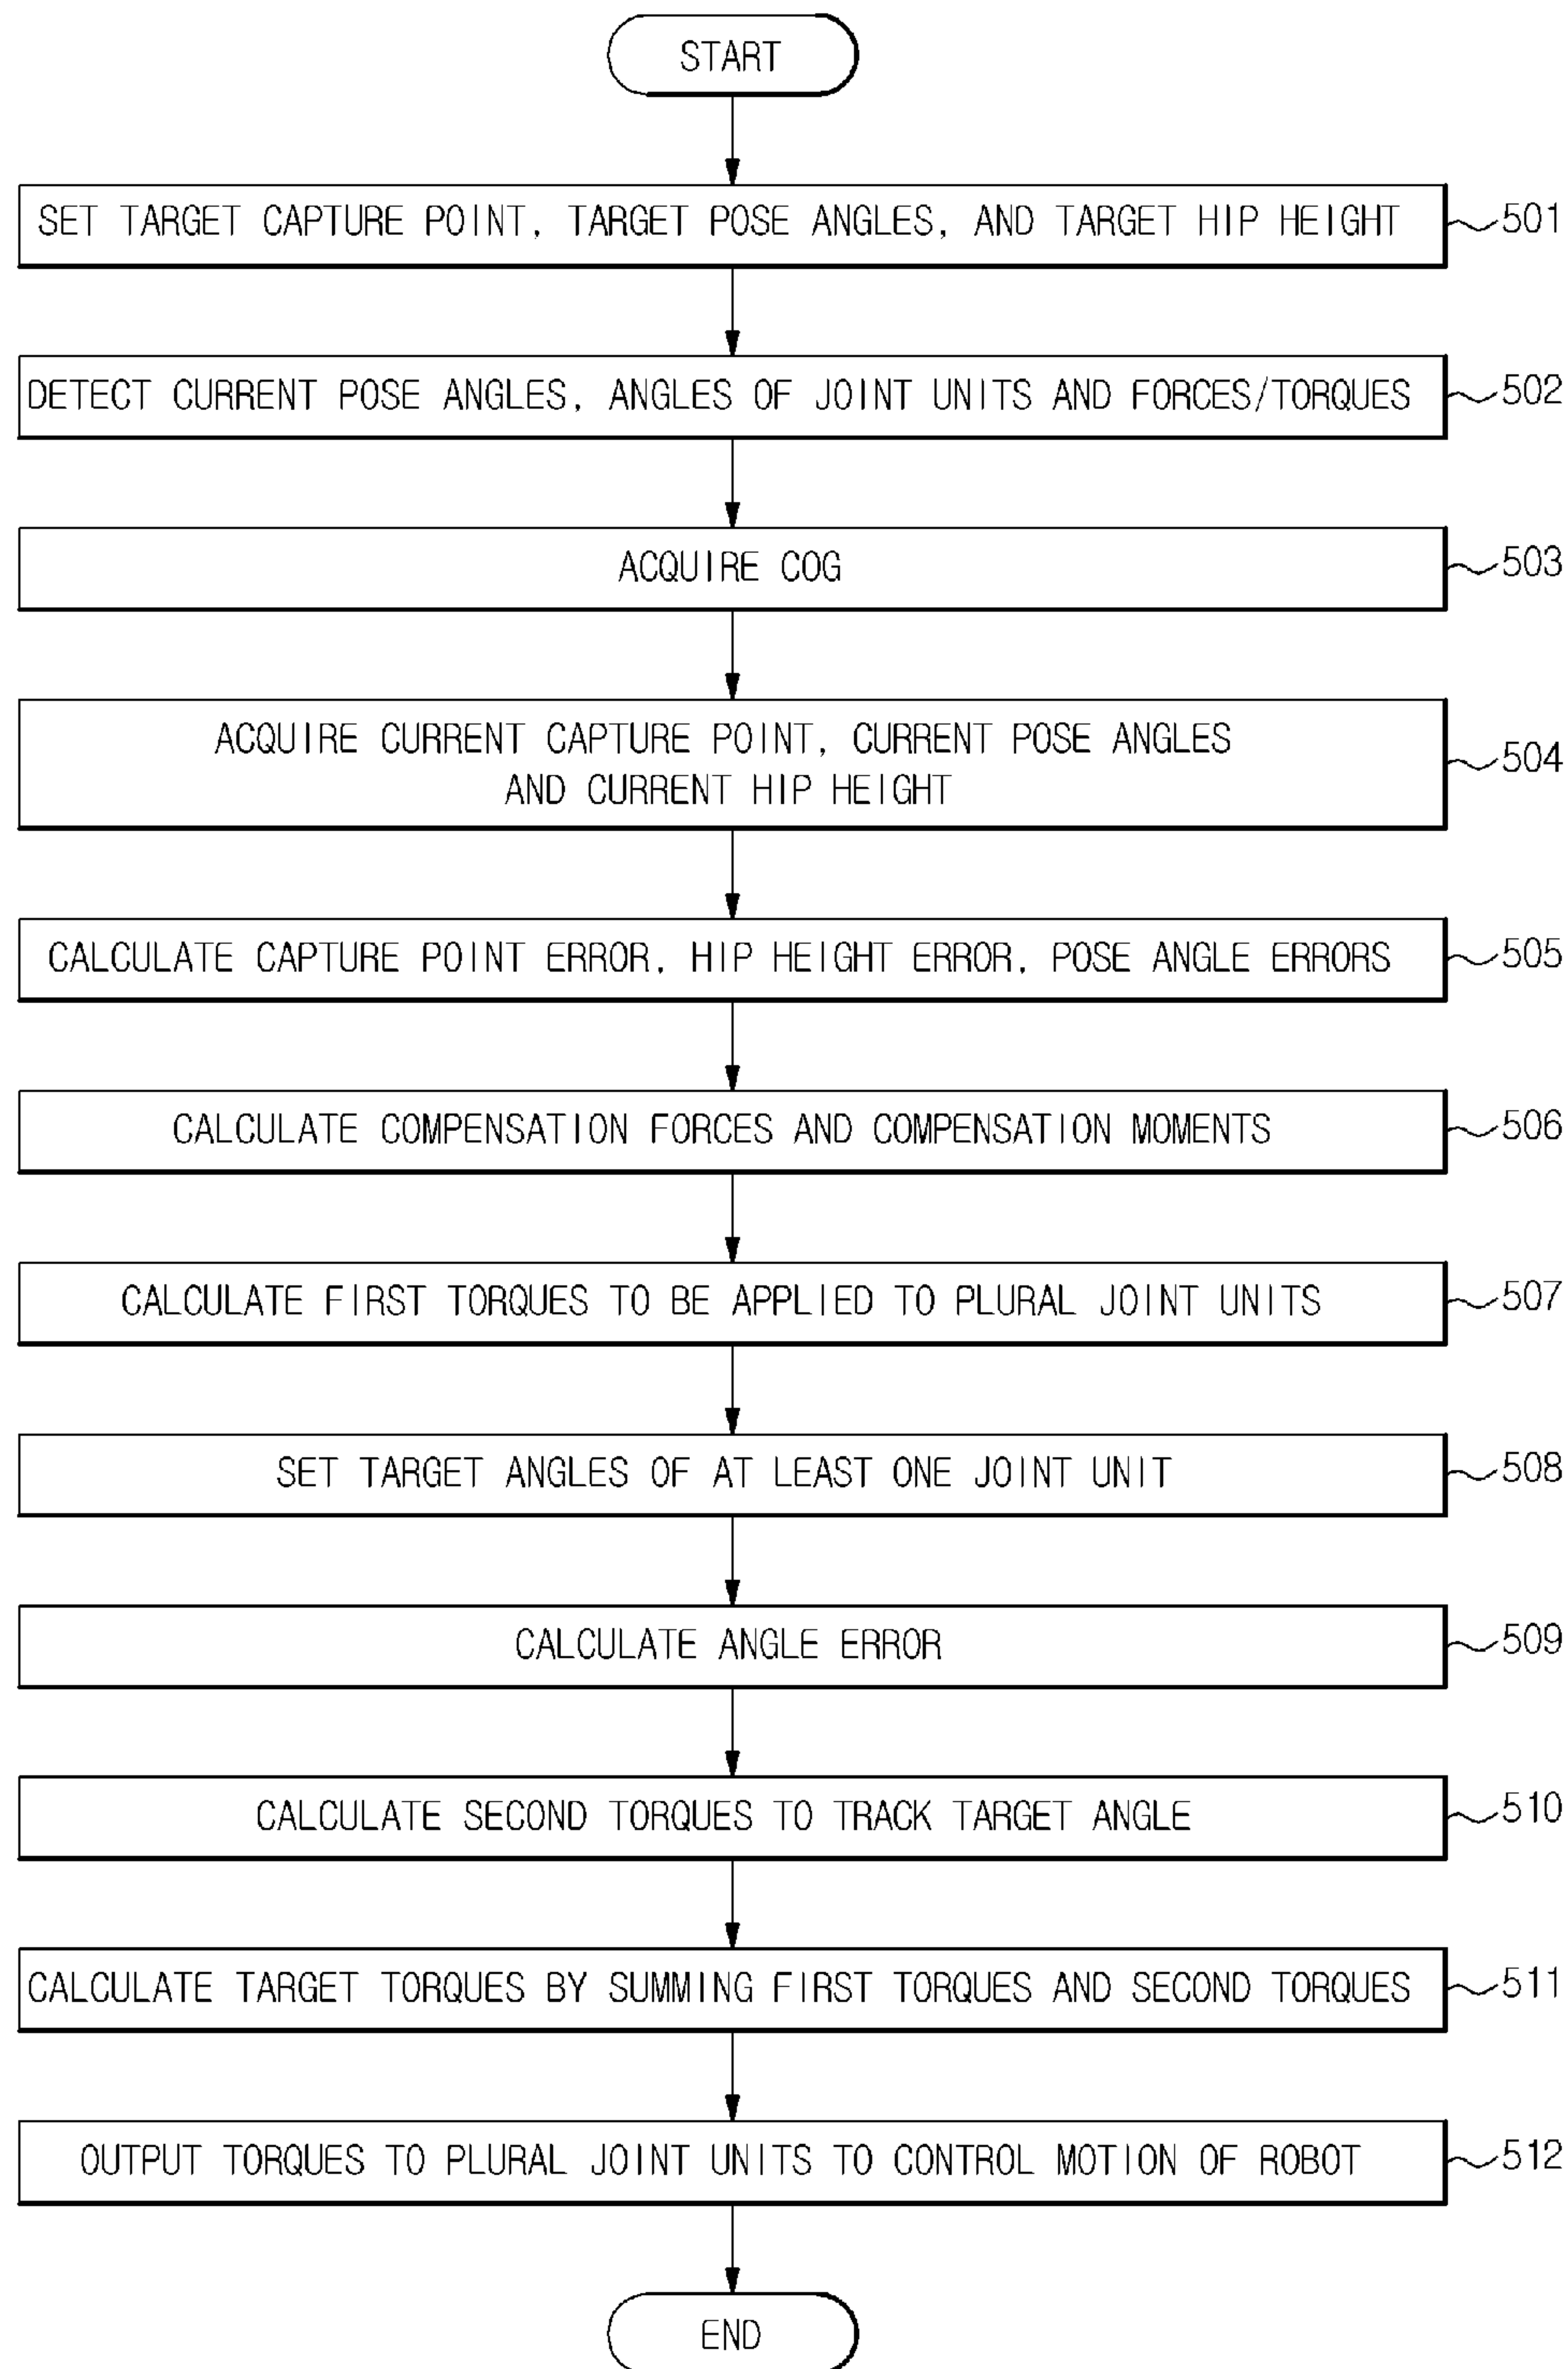 START
SET TARGET CAPTURE POINT, TARGET POSE ANGLES, AND TARGET HIP HEIGHT
501
DETECT CURRENT POSE ANGLES, ANGLES OF JOINT UNITS AND FORCES/TORQUES
502
ACQUIRE COG
503
ACQUIRE CURRENT CAPTURE POINT, CURRENT POSE ANGLES
AND CURRENT HIP HEIGHT
504
CALCULATE CAPTURE POINT ERROR, HIP HEIGHT ERROR, POSE ANGLE ERRORS
505
CALCULATE COMPENSATION FORCES AND COMPENSATION MOMENTS
506
CALCULATE FIRST TORQUES TO BE APPLIED TO PLURAL JOINT UNITS
507
SET TARGET ANGLES OF AT LEAST ONE JOINT UNIT
508
CALCULATE ANGLE ERROR
509
CALCULATE SECOND TORQUES TO TRACK TARGET ANGLE
510
CALCULATE TARGET TORQUES BY SUMMING FIRST TORQUES AND SECOND TORQUES
511
OUTPUT TORQUES TO PLURAL JOINT UNITS TO CONTROL MOTION OF ROBOT
512
END